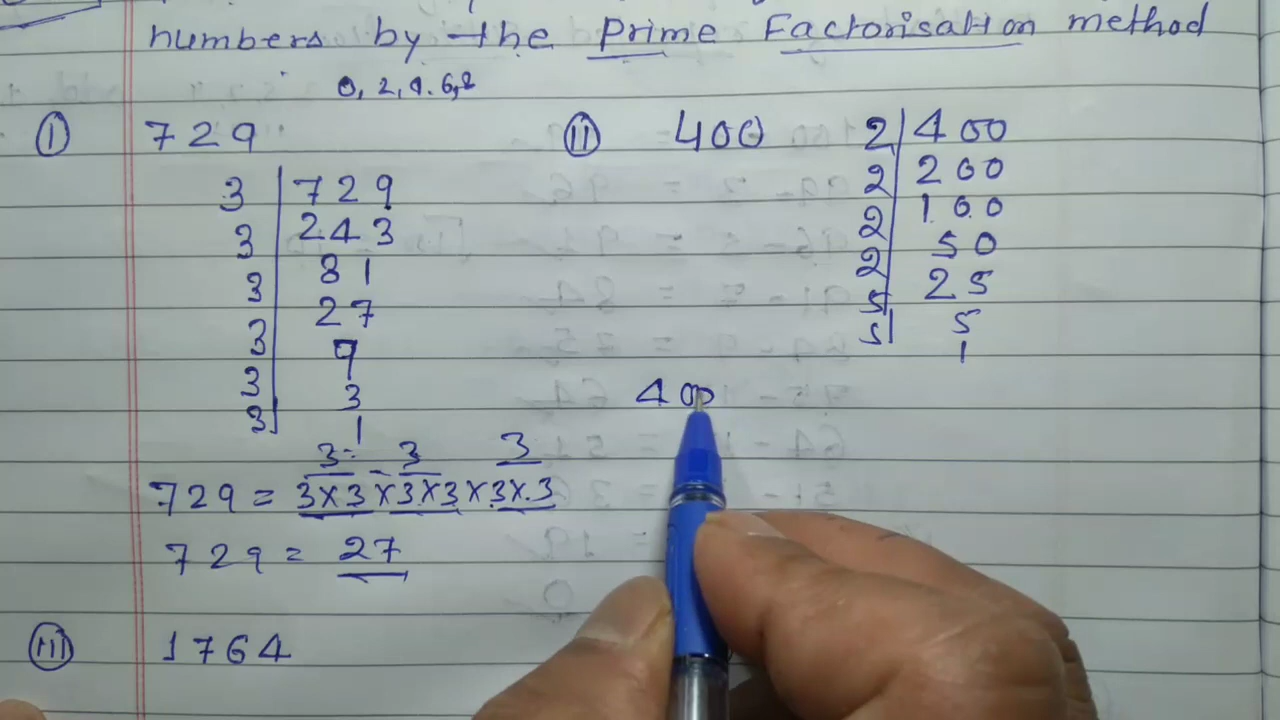 numbers by the Prime Factorisation method
0, 2, 4, 6, 8
(i) 729
3 | 729
3 | 243
3 | 81
3 | 27
3 | 9
3 | 3
1
3 3 3
729 = 3×3×3×3×3×3
729 = 27
(ii) 400
2 | 400
2 | 200
2 | 100
2 | 50
5 | 25
5 | 5
1
400
(iii) 1764